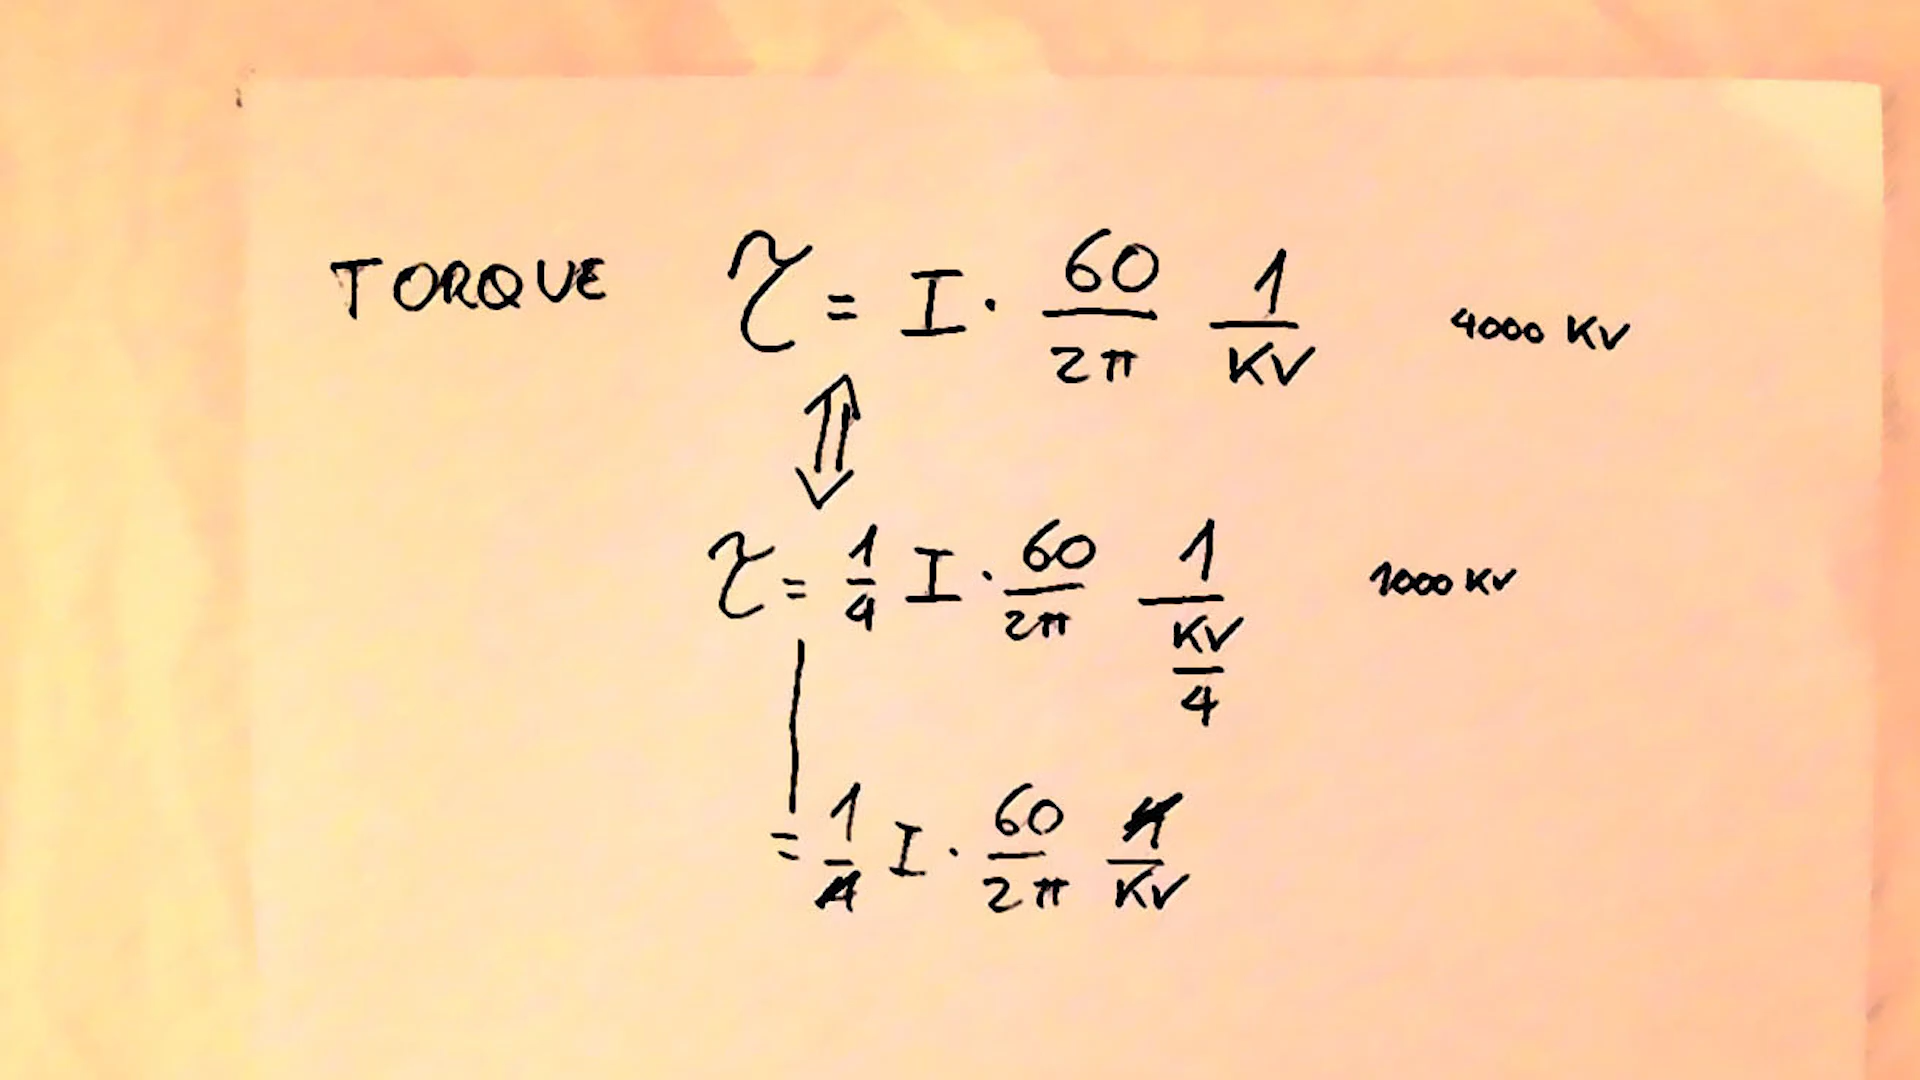 TORQUE τ = I · 60/2π 1/KV 4000 KV
⇕
τ = 1/4 I · 60/2π 1/(KV/4) 1000 KV
= 1/4 I · 60/2π 4/KV